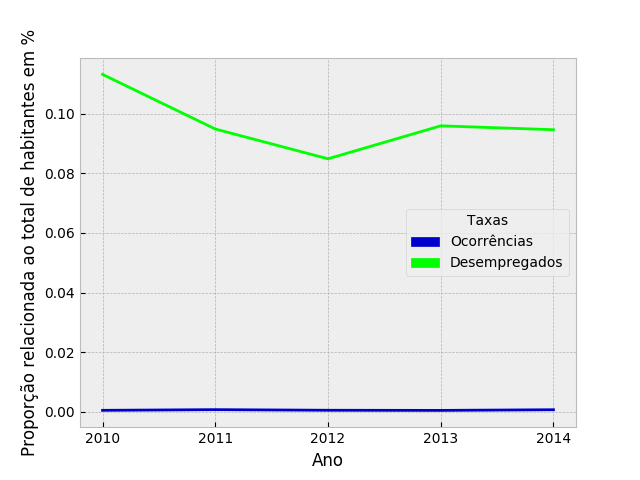 Proporção relacionada ao total de habitantes em %
0.10
0.08
0.06
0.04
0.02
0.00
Taxas
Ocorrências
Desempregados
2010 2011 2012 2013 2014
Ano